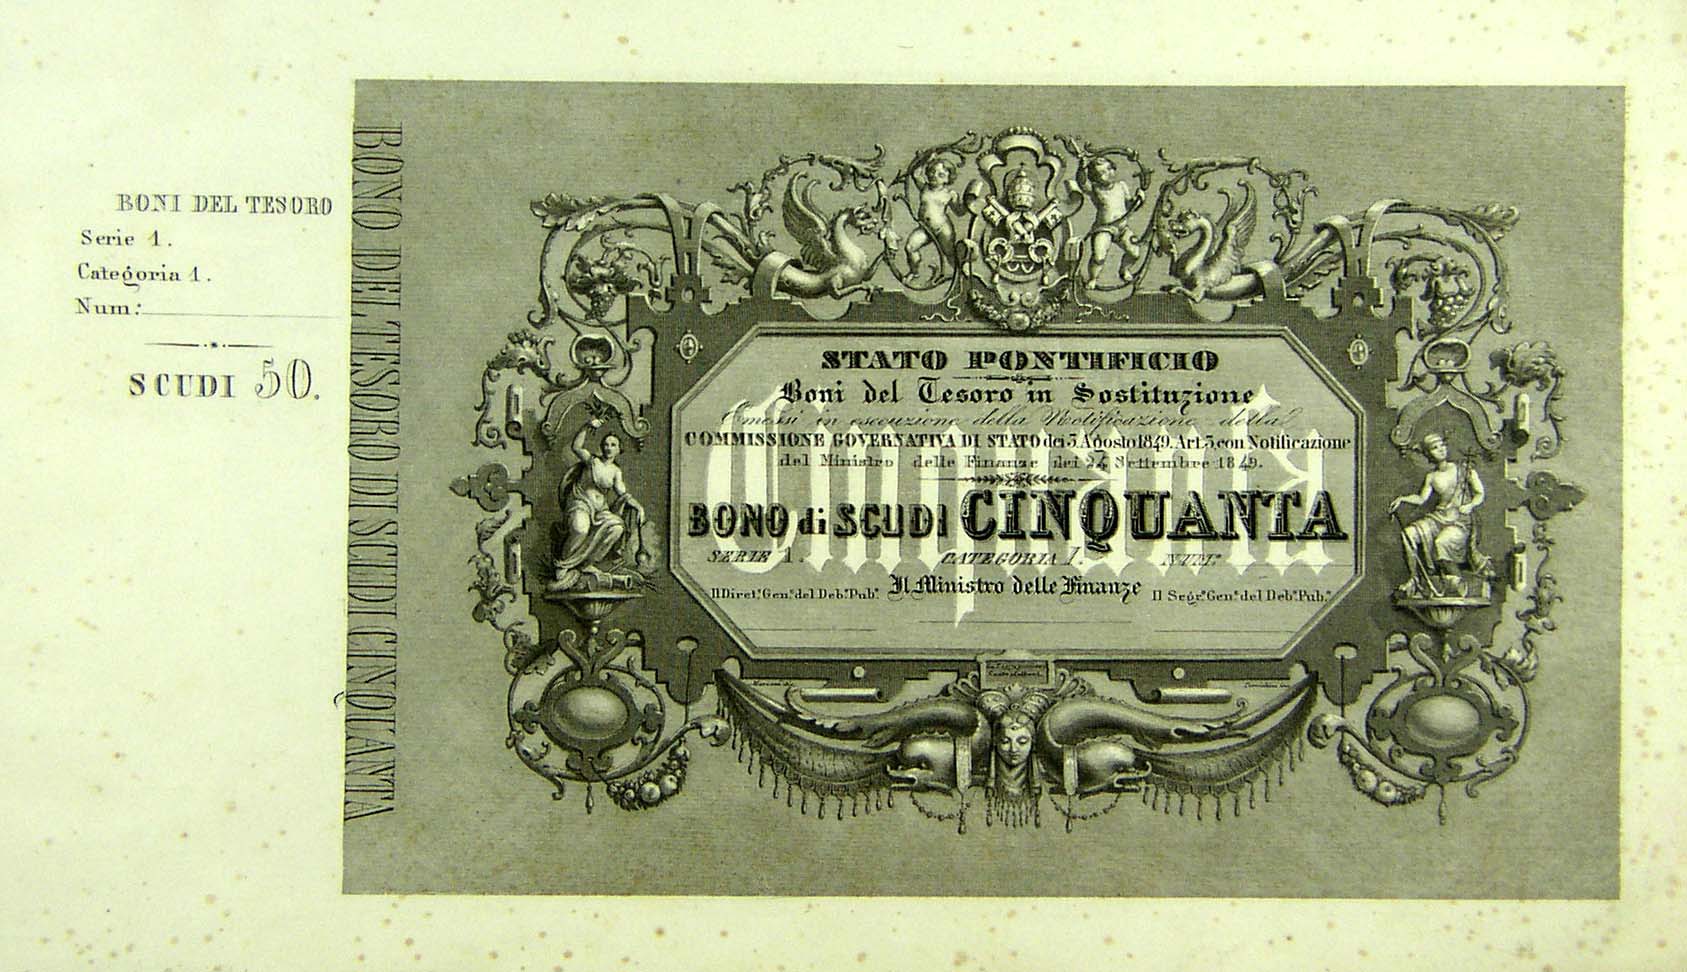 BONI DEL TESORO
Serie 1.
Categoria 1.
Num:
SCUDI 50.
BONO DEL TESORO DI SCUDI CINQUANTA
STATO PONTIFICIO
Boni del Tesoro in Sostituzione
Emessi in esecuzione della Notificazione della
COMMISSIONE GOVERNATIVA DI STATO dei 3 Agosto 1849. Art. 3, con Notificazione
del Ministro delle Finanze dei 24 Settembre 1849.
Cinquanta
BONO di SCUDI CINQUANTA
SERIE 1. CATEGORIA 1. NUM.o
Il Diret.e Gen.e del Deb.o Pub.o Il Ministro delle Finanze Il Segr.o Gen.e del Deb.o Pub.o